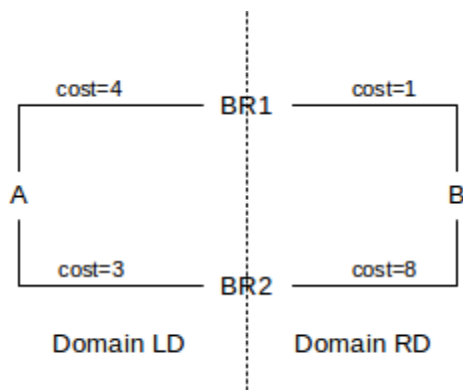 cost=4
cost=1
BR1
A
B
cost=3
cost=8
BR2
Domain LD
Domain RD